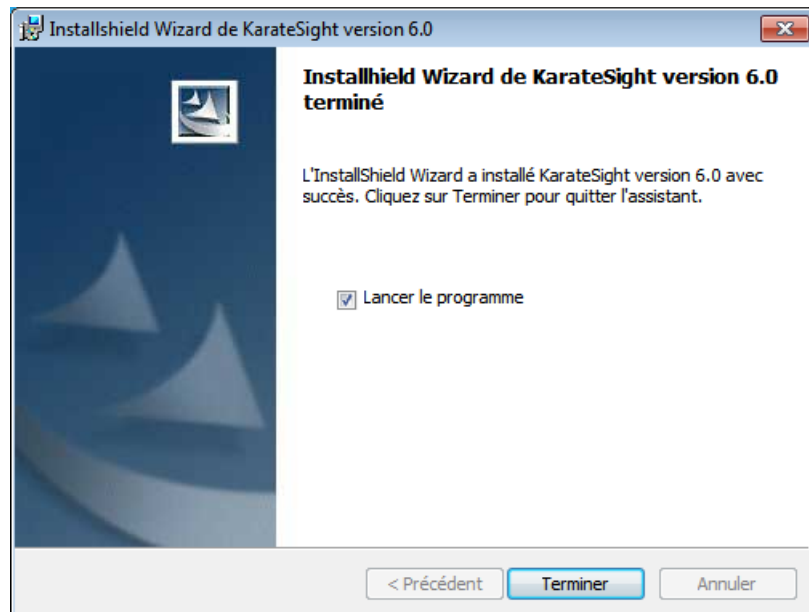 Installshield Wizard de KarateSight version 6.0
Installhield Wizard de KarateSight version 6.0
terminé
L'InstallShield Wizard a installé KarateSight version 6.0 avec
succès. Cliquez sur Terminer pour quitter l'assistant.
Lancer le programme
< Précédent
Terminer
Annuler